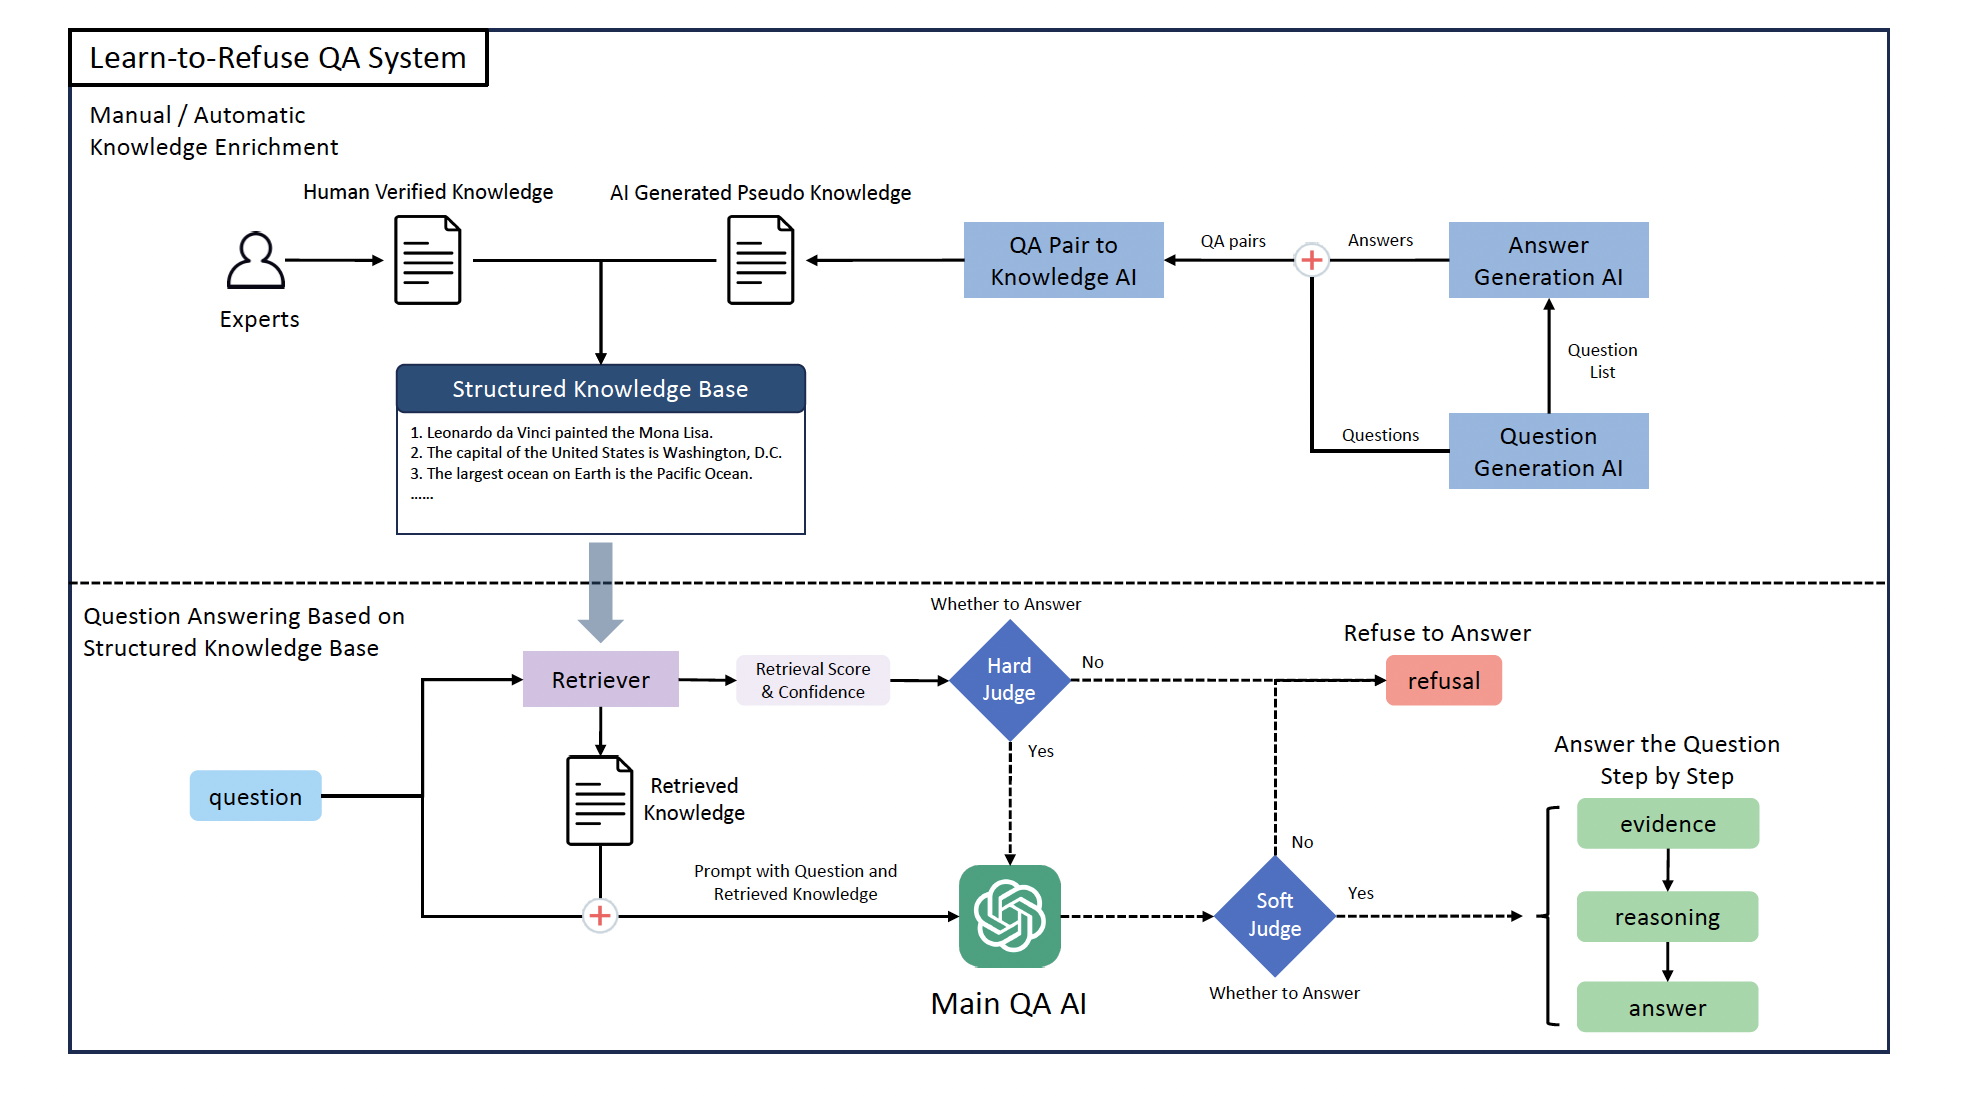 Learn-to-Refuse QA System
Manual / Automatic
Knowledge Enrichment
Human Verified Knowledge
AI Generated Pseudo Knowledge
Experts
QA Pair to
Knowledge AI
QA pairs
Answers
Answer
Generation AI
Question
List
Questions
Question
Generation AI
Structured Knowledge Base
1. Leonardo da Vinci painted the Mona Lisa.
2. The capital of the United States is Washington, D.C.
3. The largest ocean on Earth is the Pacific Ocean.
......
Question Answering Based on
Structured Knowledge Base
question
Retriever
Retrieval Score
& Confidence
Retrieved
Knowledge
Prompt with Question and
Retrieved Knowledge
Whether to Answer
Hard
Judge
No
Yes
Main QA AI
Soft
Judge
No
Yes
Whether to Answer
Refuse to Answer
refusal
Answer the Question
Step by Step
evidence
reasoning
answer